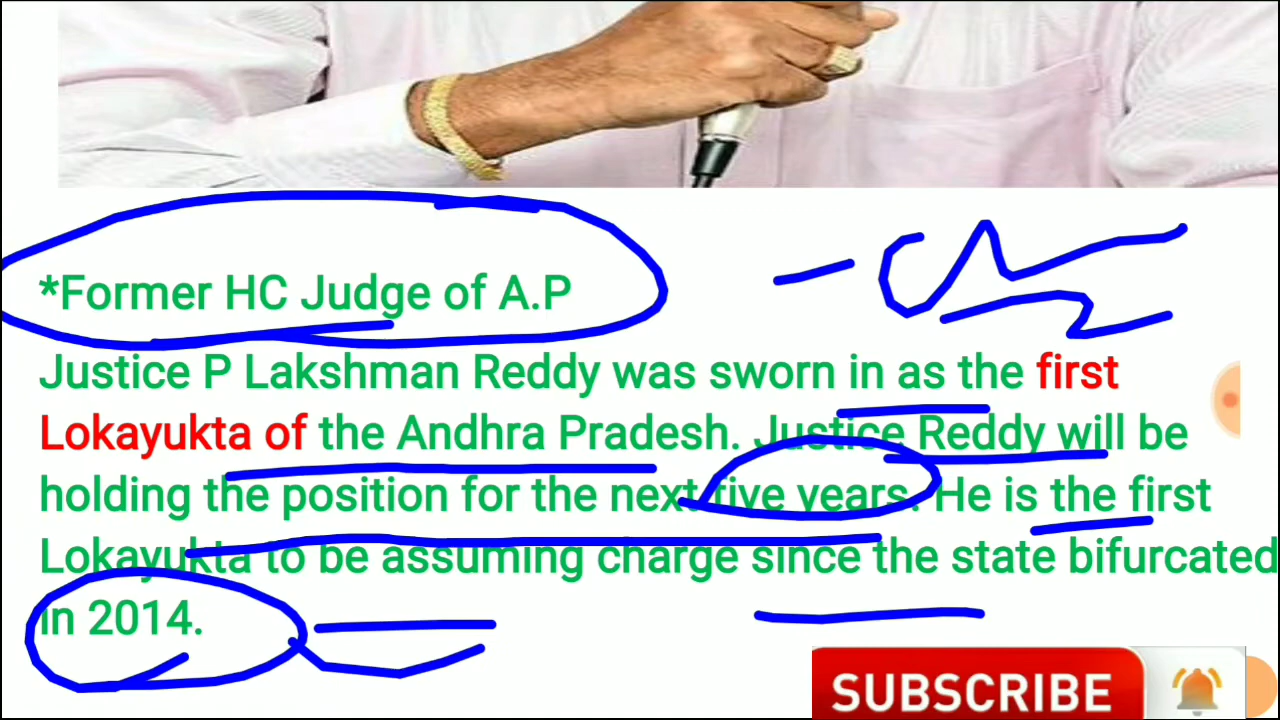 *Former HC Judge of A.P
Justice P Lakshman Reddy was sworn in as the first
Lokayukta of the Andhra Pradesh. Justice Reddy will be
holding the position for the next five years. He is the first
Lokayukta to be assuming charge since the state bifurcated
in 2014.
SUBSCRIBE